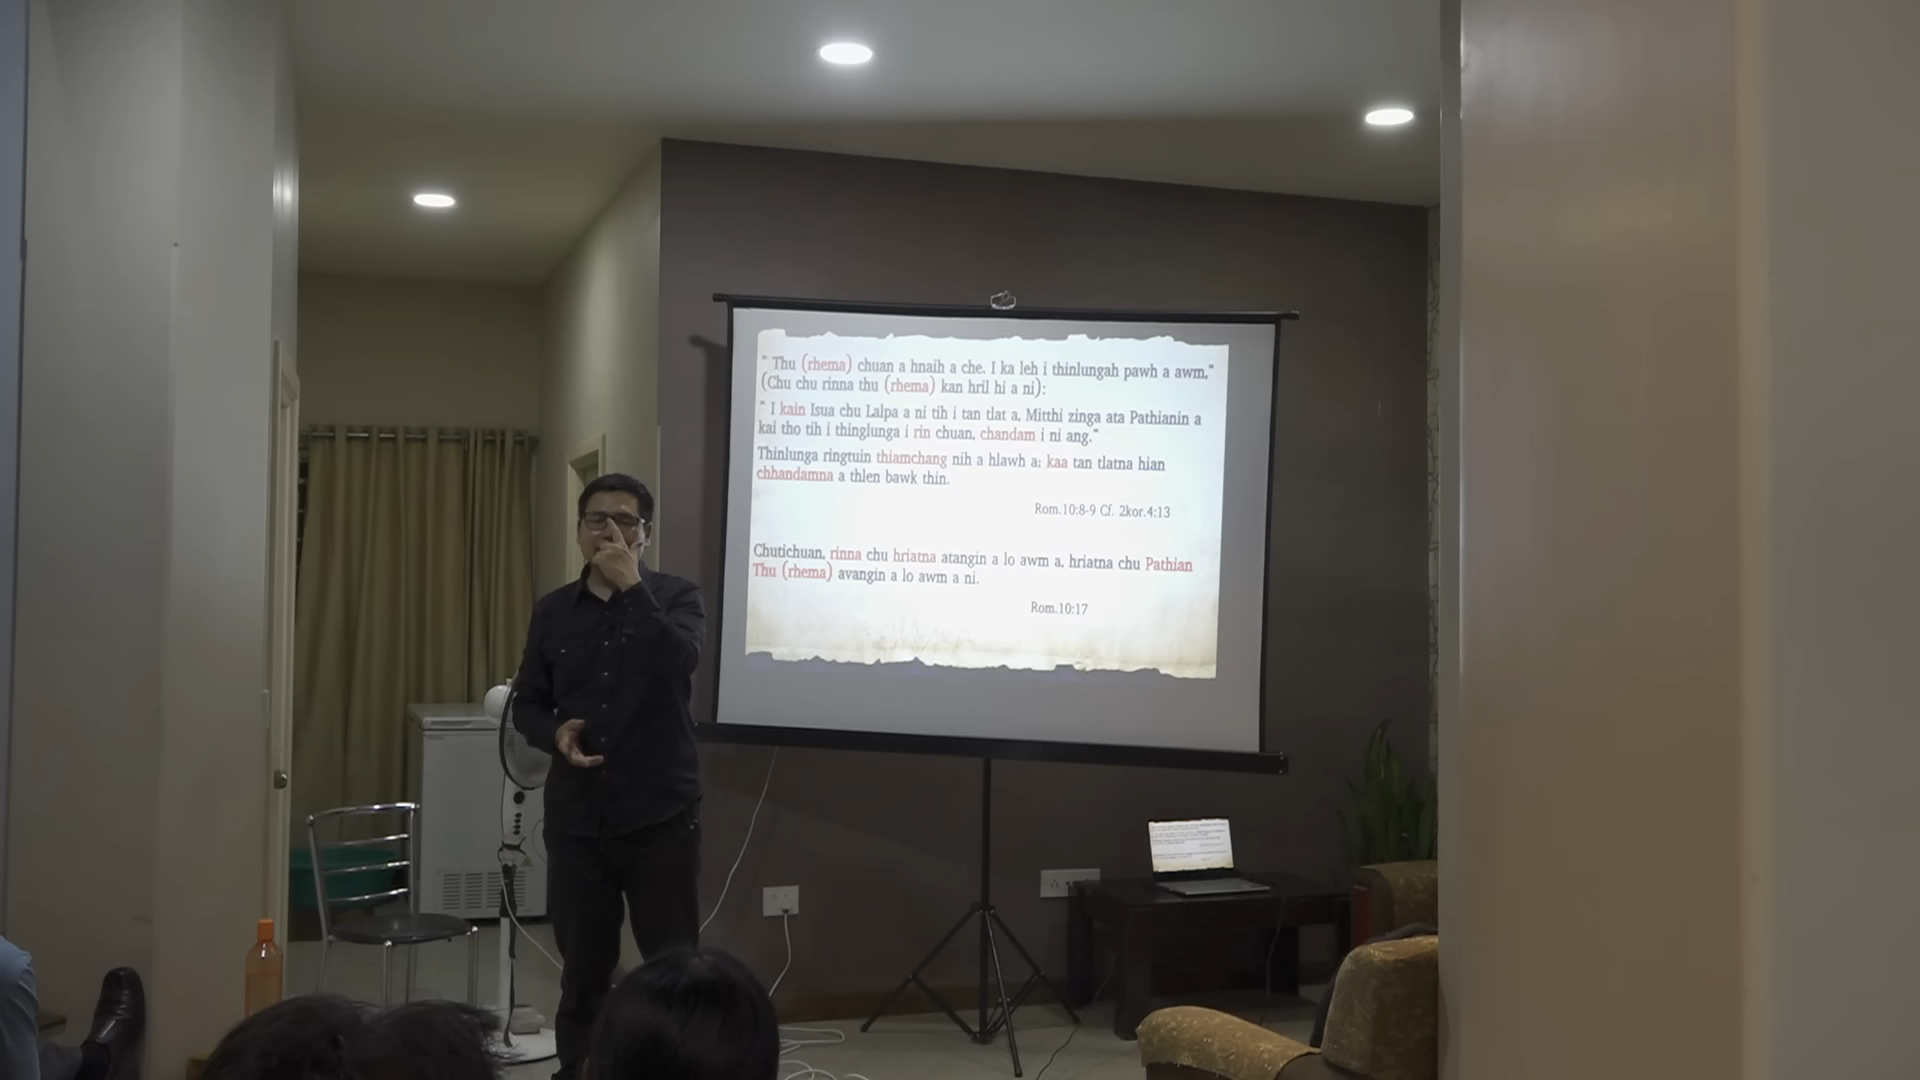 " Thu (rhema) chuan a hnaih a che. I ka leh i thinlungah pawh a awm."
(Chu chu rinna thu (rhema) kan hril hi a ni):
" I kain Isua chu Lalpa a ni tih i tan tlat a, Mitthi zinga ata Pathianin a
kai tho tih i thinglunga i rin chuan, chandam i ni ang."
Thinlunga ringtuin thiamchang nih a hlawh a; kaa tan tlatna hian
chhandamna a thlen bawk thin.
Rom.10:8-9 Cf. 2kor.4:13
Chutichuan, rinna chu hriatna atangin a lo awm a, hriatna chu Pathian
Thu (rhema) avangin a lo awm a ni.
Rom.10:17